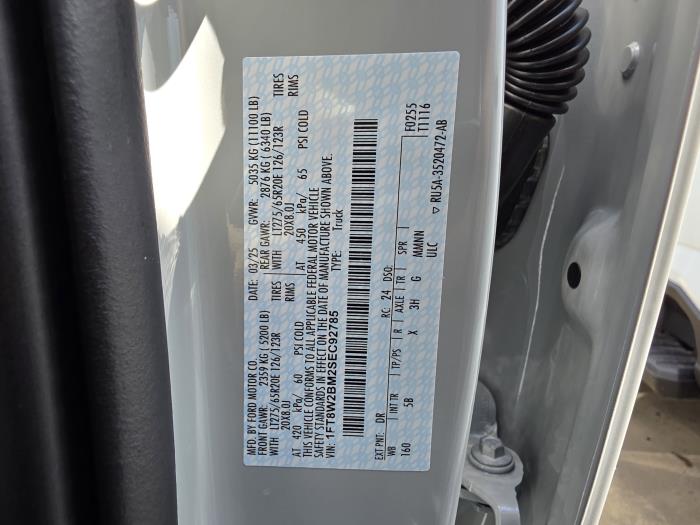 MFD. BY FORD MOTOR CO. DATE: 03/25 GVWR: 5035 KG (11100 LB)
FRONT GAWR: 2359 KG (5200 LB) REAR GAWR: 2876 KG (6340 LB)
WITH LT275/65R20E 126/123R TIRES WITH LT275/65R20E 126/123R TIRES
20X8.0J RIMS 20X8.0J RIMS
AT 420 kPa/ 60 PSI COLD AT 450 kPa/ 65 PSI COLD
THIS VEHICLE CONFORMS TO ALL APPLICABLE FEDERAL MOTOR VEHICLE
SAFETY STANDARDS IN EFFECT ON THE DATE OF MANUFACTURE SHOWN ABOVE.
VIN: 1FT8W2BM2SEC92785 TYPE: Truck
F0255
T1116
EXT PNT: DR RC: 24 DSO:
WB INT TR TP/PS R AXLE TR SPR
160 5B X 3H G MMNN
ULC
▽ RU5A-3520472-AB